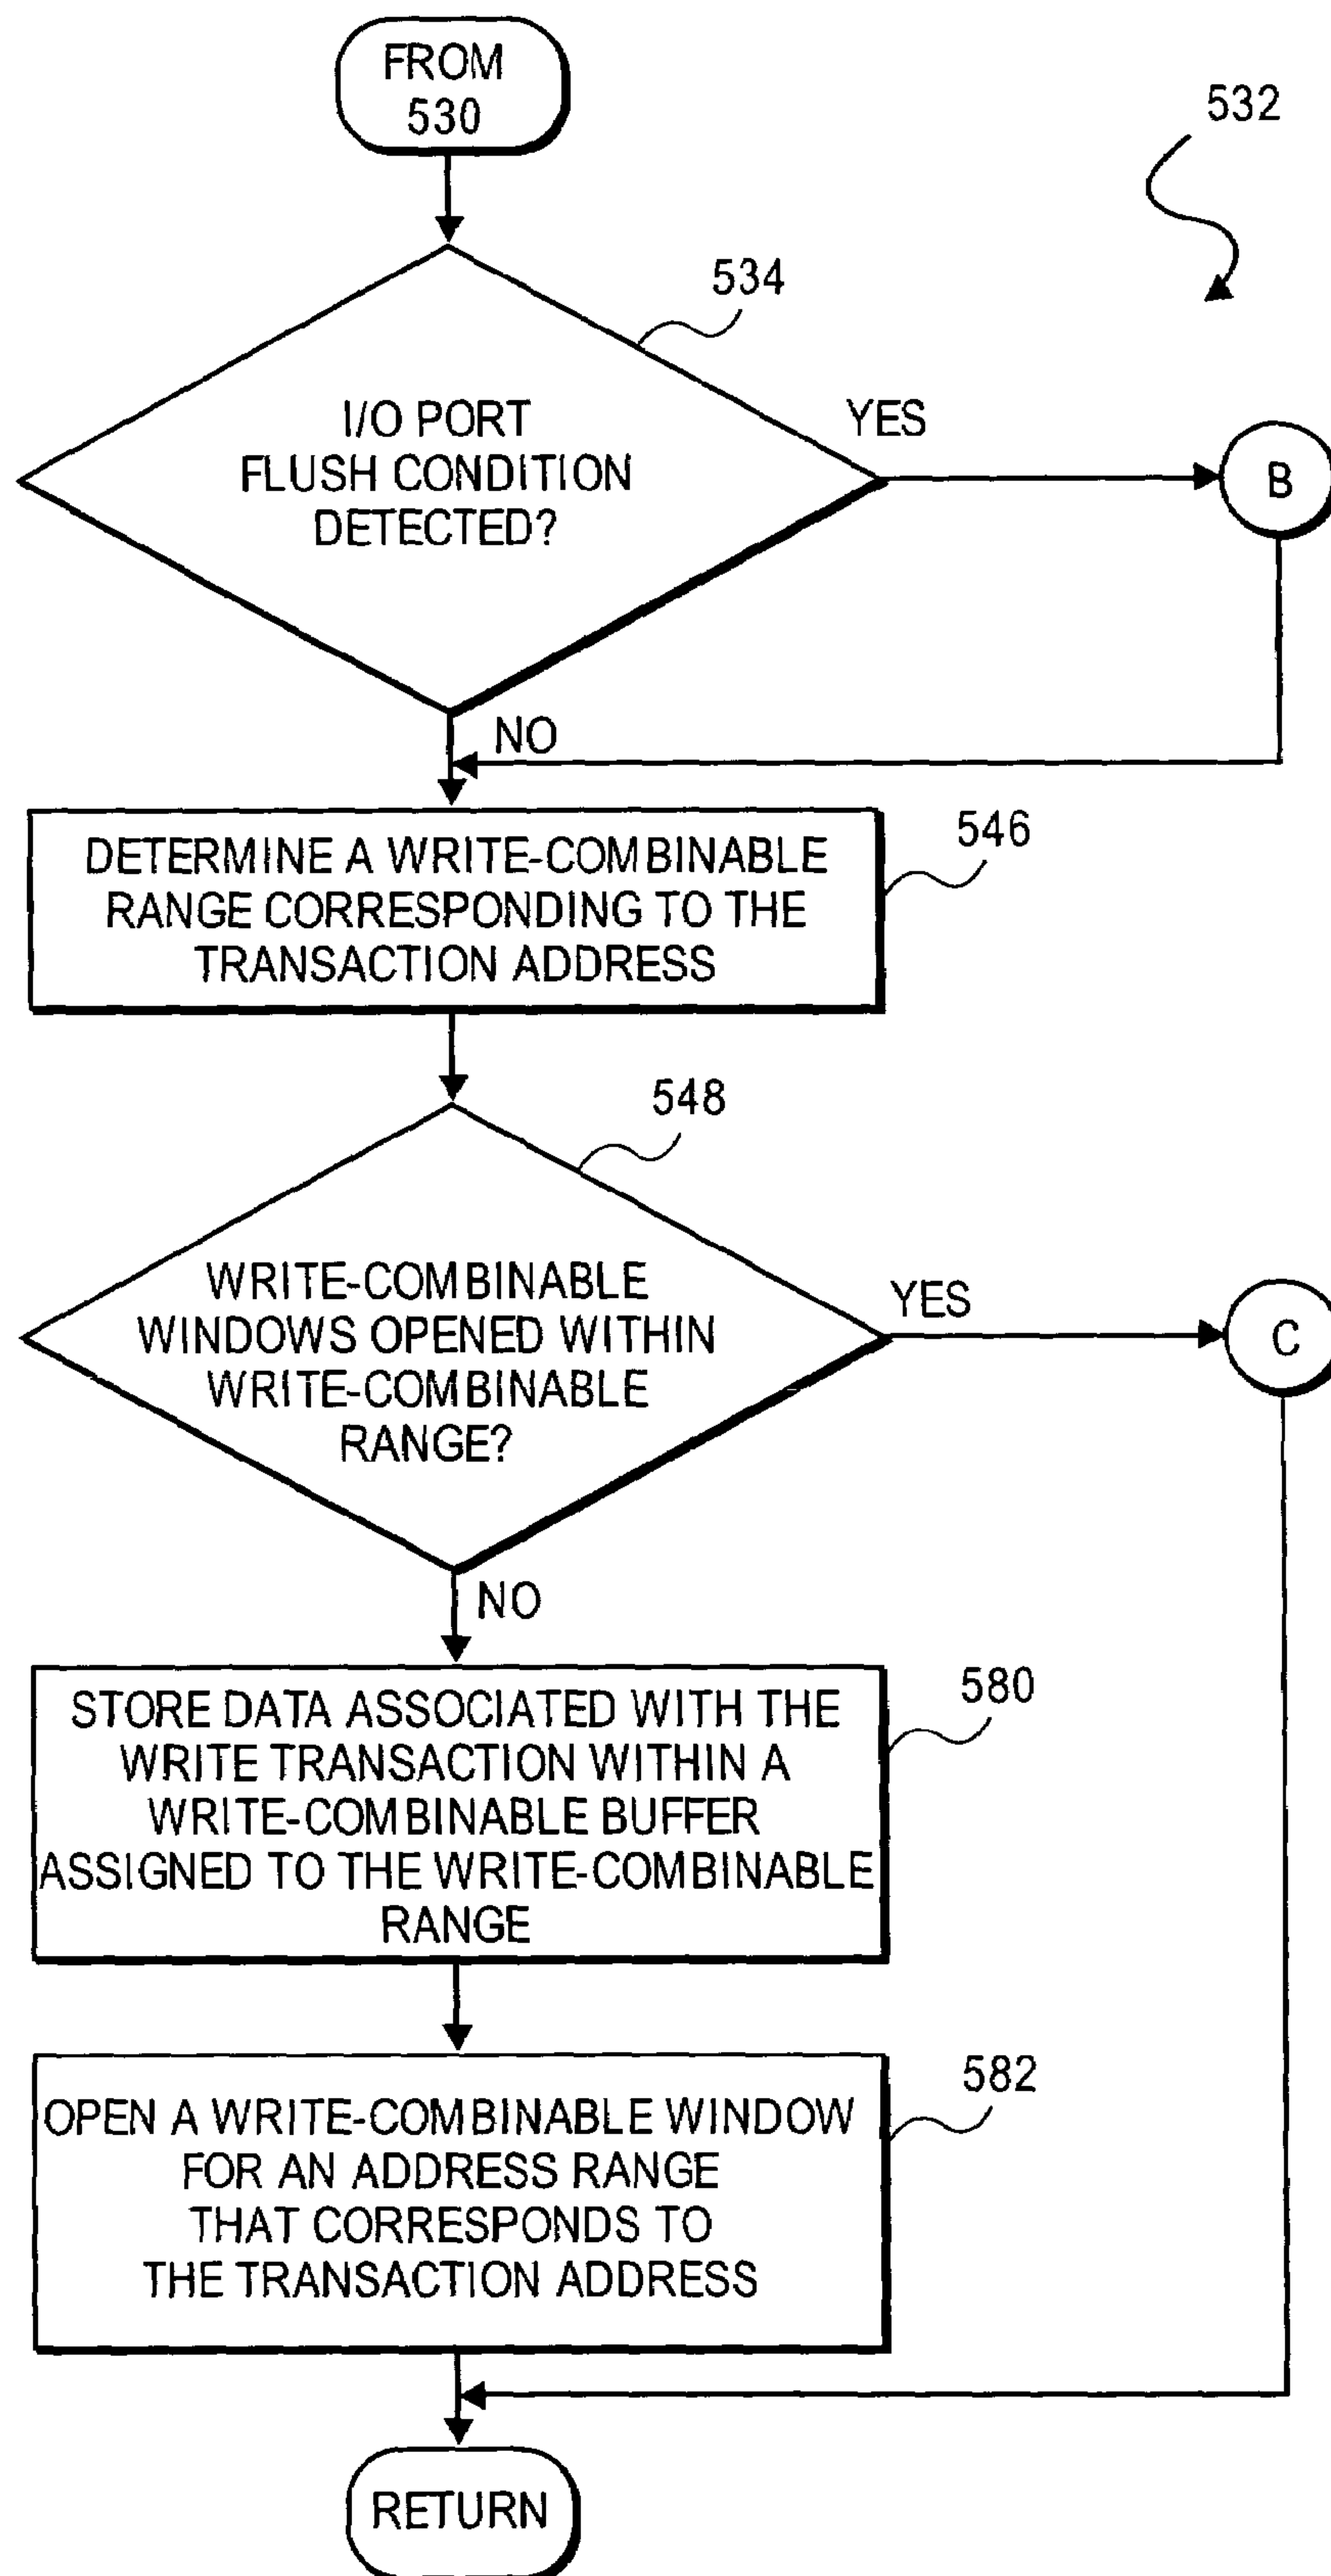 FROM
530
532
534
I/O PORT
FLUSH CONDITION
DETECTED?
YES
B
NO
546
DETERMINE A WRITE-COMBINABLE
RANGE CORRESPONDING TO THE
TRANSACTION ADDRESS
548
WRITE-COMBINABLE
WINDOWS OPENED WITHIN
WRITE-COMBINABLE
RANGE?
YES
C
NO
580
STORE DATA ASSOCIATED WITH THE
WRITE TRANSACTION WITHIN A
WRITE-COMBINABLE BUFFER
ASSIGNED TO THE WRITE-COMBINABLE
RANGE
582
OPEN A WRITE-COMBINABLE WINDOW
FOR AN ADDRESS RANGE
THAT CORRESPONDS TO
THE TRANSACTION ADDRESS
RETURN